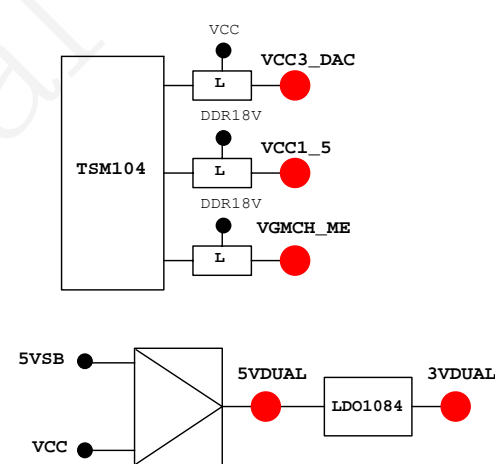 VCC
VCC3_DAC
L
DDR18V
VCC1_5
TSM104
L
DDR18V
VGMCH_ME
L
5VSB
5VDUAL
3VDUAL
LDO1084
VCC